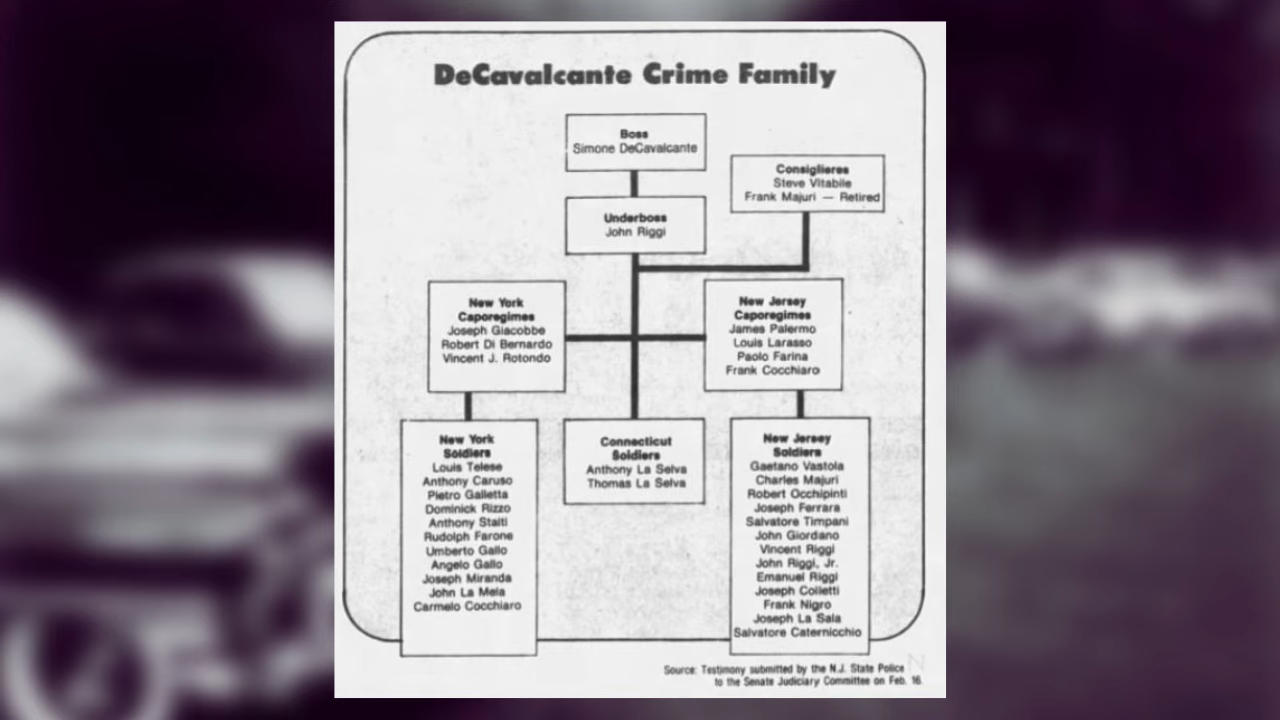 DeCavalcante Crime Family
Boss
Simone DeCavalcante
Consiglieres
Steve Vitabile
Frank Majuri — Retired
Underboss
John Riggi
New York
Caporegimes
Joseph Giacobbe
Robert Di Bernardo
Vincent J. Rotondo
New Jersey
Caporegimes
James Palermo
Louis Larasso
Paolo Farina
Frank Cocchiaro
New York
Soldiers
Louis Telese
Anthony Caruso
Pietro Galletta
Dominick Rizzo
Anthony Staiti
Rudolph Farone
Umberto Gallo
Angelo Gallo
Joseph Miranda
John La Mela
Carmelo Cocchiaro
Connecticut
Soldiers
Anthony La Selva
Thomas La Selva
New Jersey
Soldiers
Gaetano Vastola
Charles Majuri
Robert Occhipinti
Joseph Ferrara
Salvatore Timpani
John Giordano
Vincent Riggi
John Riggi, Jr.
Emanuel Riggi
Joseph Colletti
Frank Nigro
Joseph La Sala
Salvatore Caternicchio
Source: Testimony submitted by the N.J. State Police
to the Senate Judiciary Committee on Feb. 16.